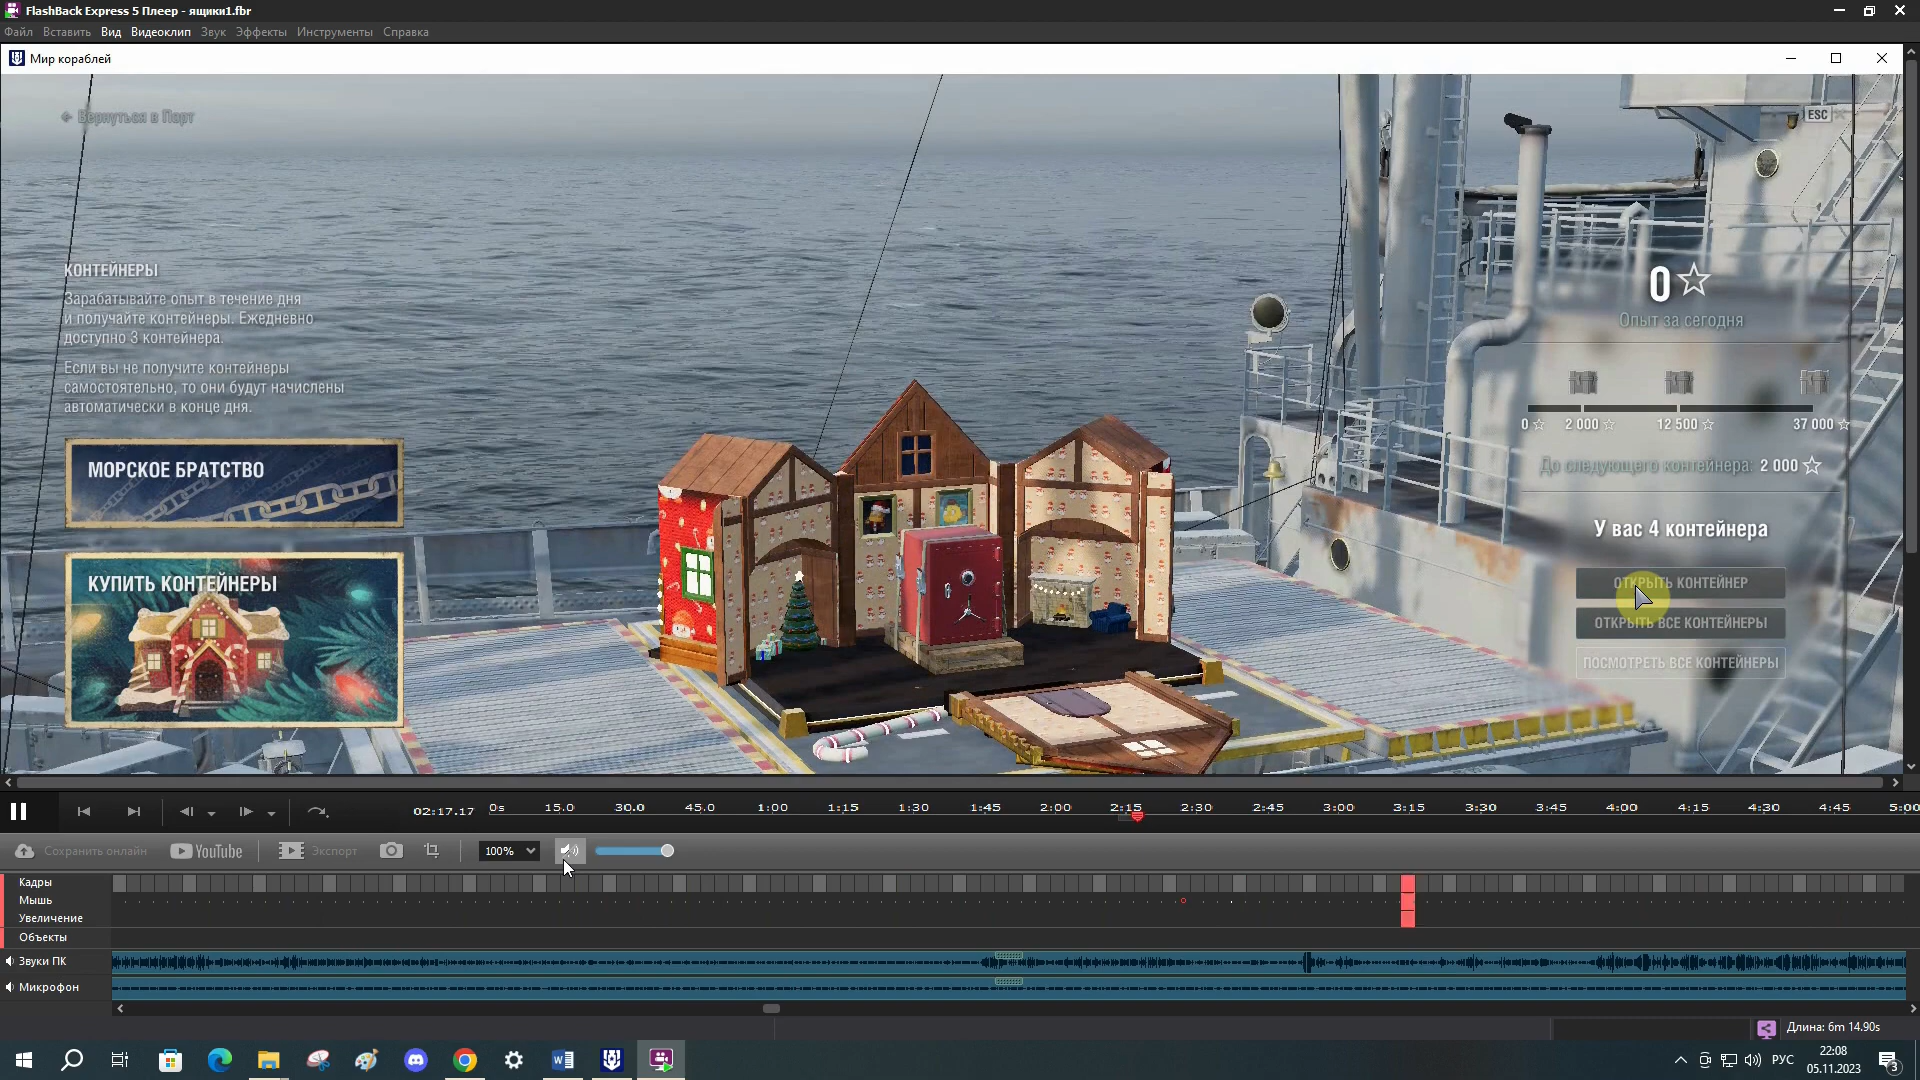 FlashBack Express 5 Плеер - ящики1.fbr
Файл Вставить Вид Видеоклип Звук Эффекты Инструменты Справка
Мир кораблей
Вернуться в Порт
ESC
КОНТЕЙНЕРЫ
Зарабатывайте опыт в течение дня
и получайте контейнеры. Ежедневно
доступно 3 контейнера.
Если вы не получите контейнеры
самостоятельно, то они будут начислены
автоматически в конце дня.
МОРСКОЕ БРАТСТВО
КУПИТЬ КОНТЕЙНЕРЫ
0
Опыт за сегодня
0 2 000 12 500 37 000
До следующего контейнера: 2 000
У вас 4 контейнера
ОТКРЫТЬ КОНТЕЙНЕР
ОТКРЫТЬ ВСЕ КОНТЕЙНЕРЫ
ПОСМОТРЕТЬ ВСЕ КОНТЕЙНЕРЫ
02:17.17 0s 15.0 30.0 45.0 1:00 1:15 1:30 1:45 2:00 2:15 2:30 2:45 3:00 3:15 3:30 3:45 4:00 4:15 4:30 4:45 5:00
Сохранить онлайн YouTube Экспорт 100%
Кадры
Мышь
Увеличение
Объекты
Звуки ПК
Микрофон
Длина: 6m 14.90s
РУС
22:08
05.11.2023
3